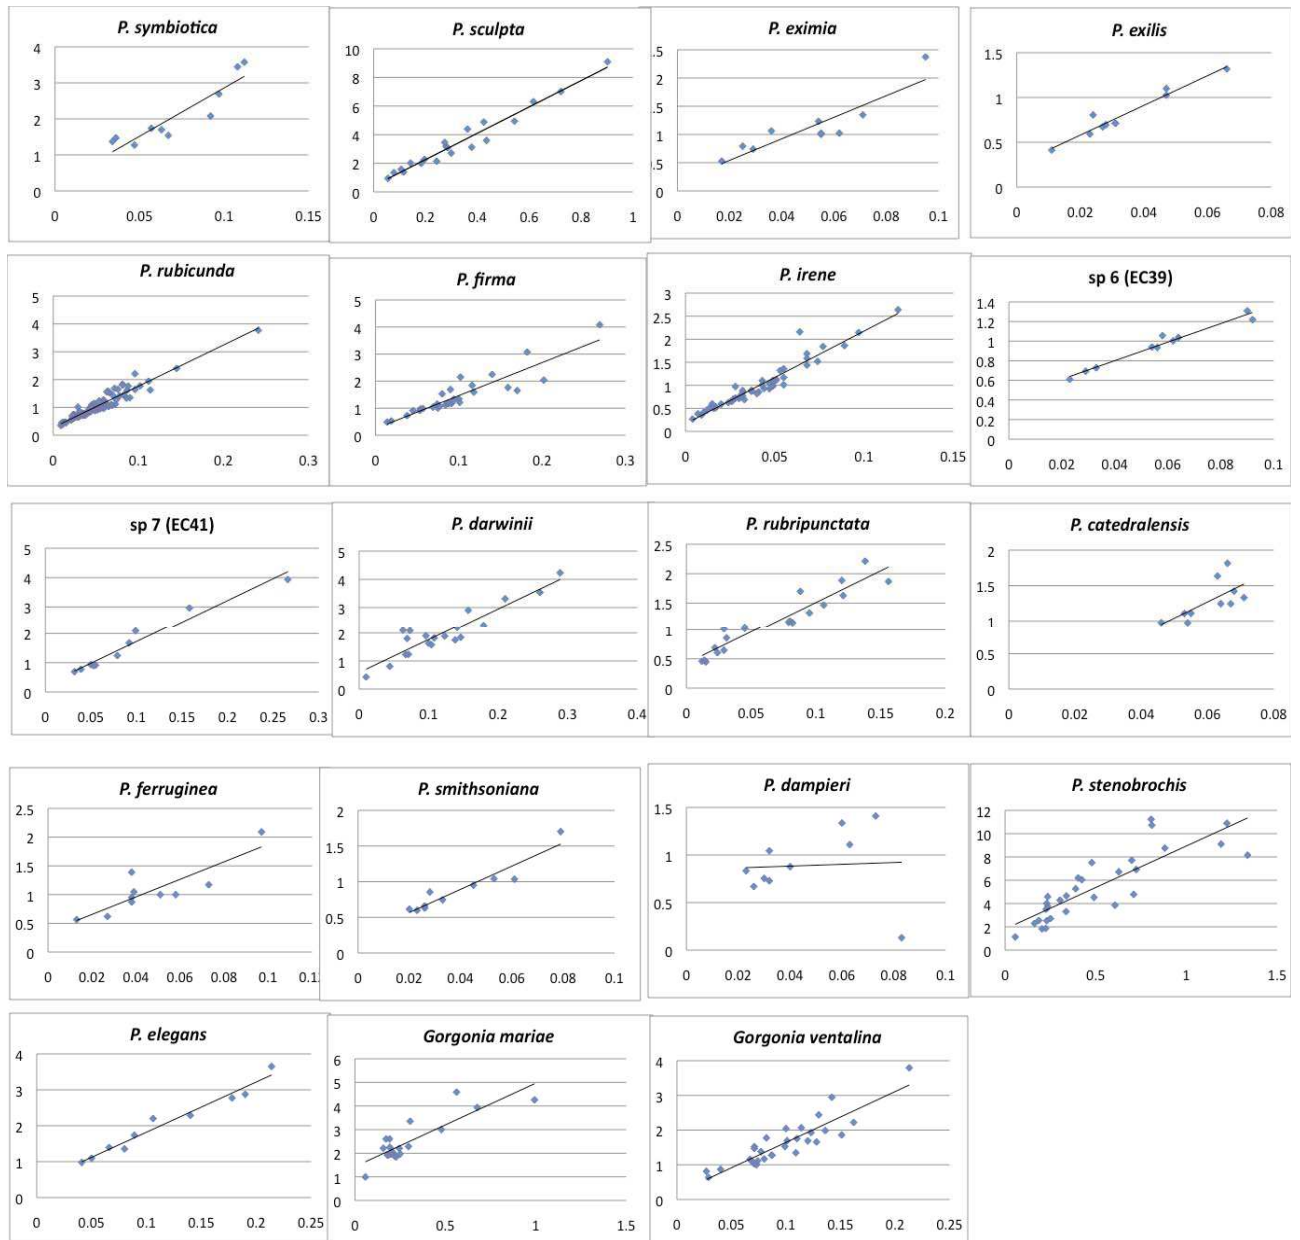 P. symbiotica
4
3
2
1
0
0 0.05 0.1 0.15
P. sculpta
10
8
6
4
2
0
0 0.2 0.4 0.6 0.8 1
P. eximia
2.5
2
1.5
1
0.5
0
0 0.02 0.04 0.06 0.08 0.1
P. exilis
1.5
1
0.5
0
0 0.02 0.04 0.06 0.08
P. rubicunda
5
4
3
2
1
0
0 0.1 0.2 0.3
P. firma
5
4
3
2
1
0
0 0.1 0.2 0.3
P. irene
3
2.5
2
1.5
1
0.5
0
0 0.05 0.1 0.15
sp 6 (EC39)
1.4
1.2
1
0.8
0.6
0.4
0.2
0
0 0.02 0.04 0.06 0.08 0.1
sp 7 (EC41)
5
4
3
2
1
0
0 0.05 0.1 0.15 0.2 0.25 0.3
P. darwinii
5
4
3
2
1
0
0 0.1 0.2 0.3 0.4
P. rubripunctata
2.5
2
1.5
1
0.5
0
0 0.05 0.1 0.15 0.2
P. catedralensis
2
1.5
1
0.5
0
0 0.02 0.04 0.06 0.08
P. ferruginea
2.5
2
1.5
1
0.5
0
0 0.02 0.04 0.06 0.08 0.1 0.12
P. smithsoniana
2
1.5
1
0.5
0
0 0.02 0.04 0.06 0.08 0.1
P. dampieri
1.5
1
0.5
0
0 0.02 0.04 0.06 0.08 0.1
P. stenobrochis
12
10
8
6
4
2
0
0 0.5 1 1.5
P. elegans
4
3
2
1
0
0 0.05 0.1 0.15 0.2 0.25
Gorgonia mariae
6
5
4
3
2
1
0
0 0.5 1 1.5
Gorgonia ventalina
4
3
2
1
0
0 0.05 0.1 0.15 0.2 0.25